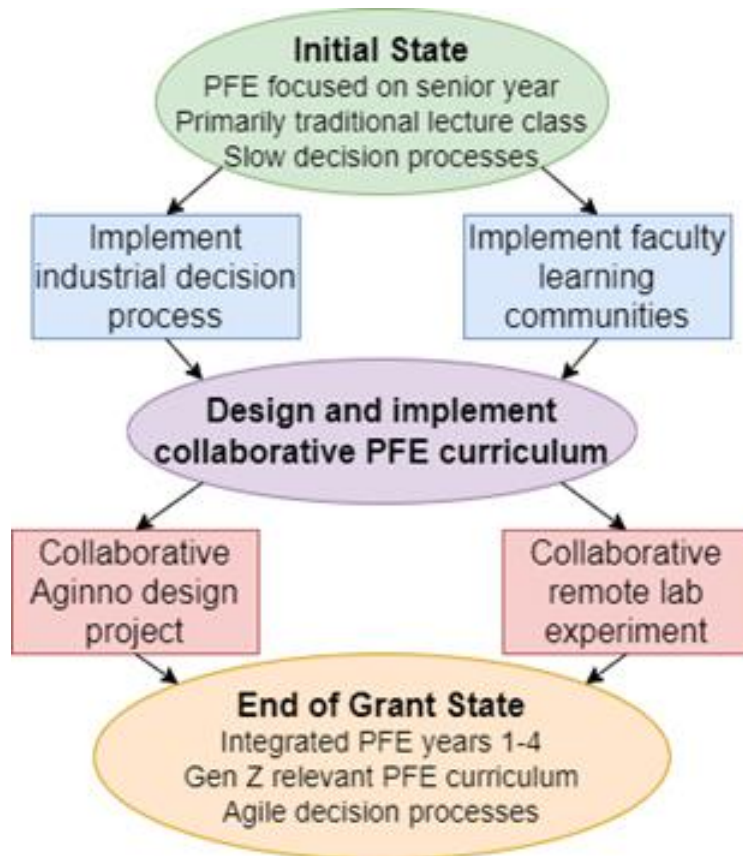 Initial State
PFE focused on senior year
Primarily traditional lecture class
Slow decision processes
Implement
industrial decision
process
Implement faculty
learning
communities
Design and implement
collaborative PFE curriculum
Collaborative
Aginno design
project
Collaborative
remote lab
experiment
End of Grant State
Integrated PFE years 1-4
Gen Z relevant PFE curriculum
Agile decision processes